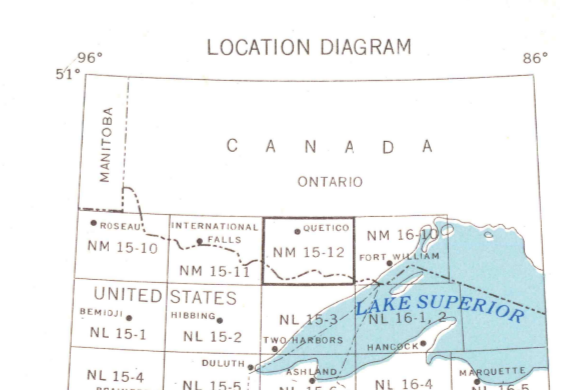 LOCATION DIAGRAM
96°
86°
51°
MANITOBA
CANADA
ONTARIO
ROSEAU
NM 15-10
INTERNATIONAL
FALLS
NM 15-11
QUETICO
NM 15-12
NM 16-10
FORT WILLIAM
UNITED STATES
LAKE SUPERIOR
BEMIDJI
NL 15-1
HIBBING
NL 15-2
NL 15-3
TWO HARBORS
NL 16-1, 2
HANCOCK
DULUTH
NL 15-4
NL 15-5
ASHLAND
NL 16-4
MARQUETTE